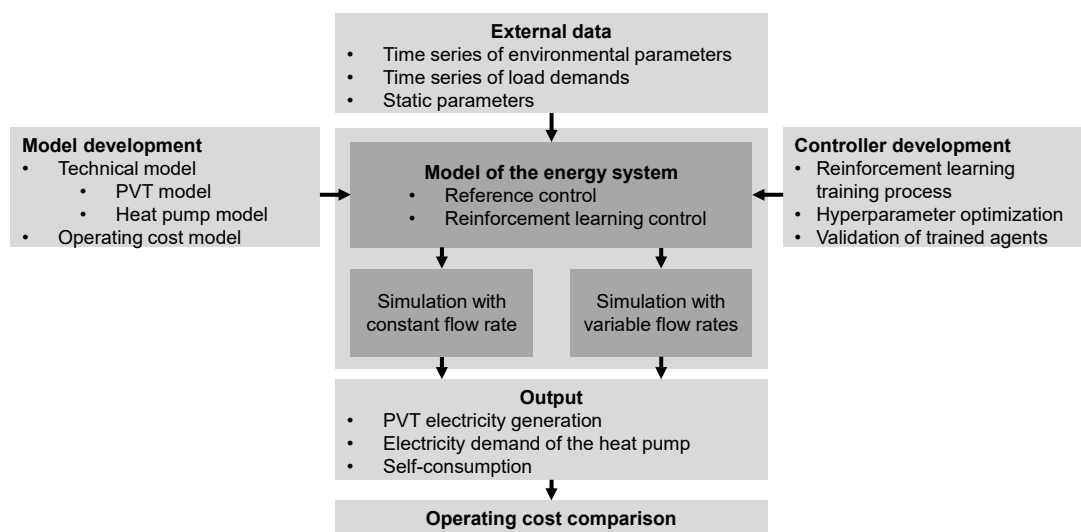 External data
• Time series of environmental parameters
• Time series of load demands
• Static parameters
Model development
• Technical model
• PVT model
• Heat pump model
• Operating cost model
Model of the energy system
• Reference control
• Reinforcement learning control
Controller development
• Reinforcement learning
training process
• Hyperparameter optimization
• Validation of trained agents
Simulation with
constant flow rate
Simulation with
variable flow rates
Output
• PVT electricity generation
• Electricity demand of the heat pump
• Self-consumption
Operating cost comparison